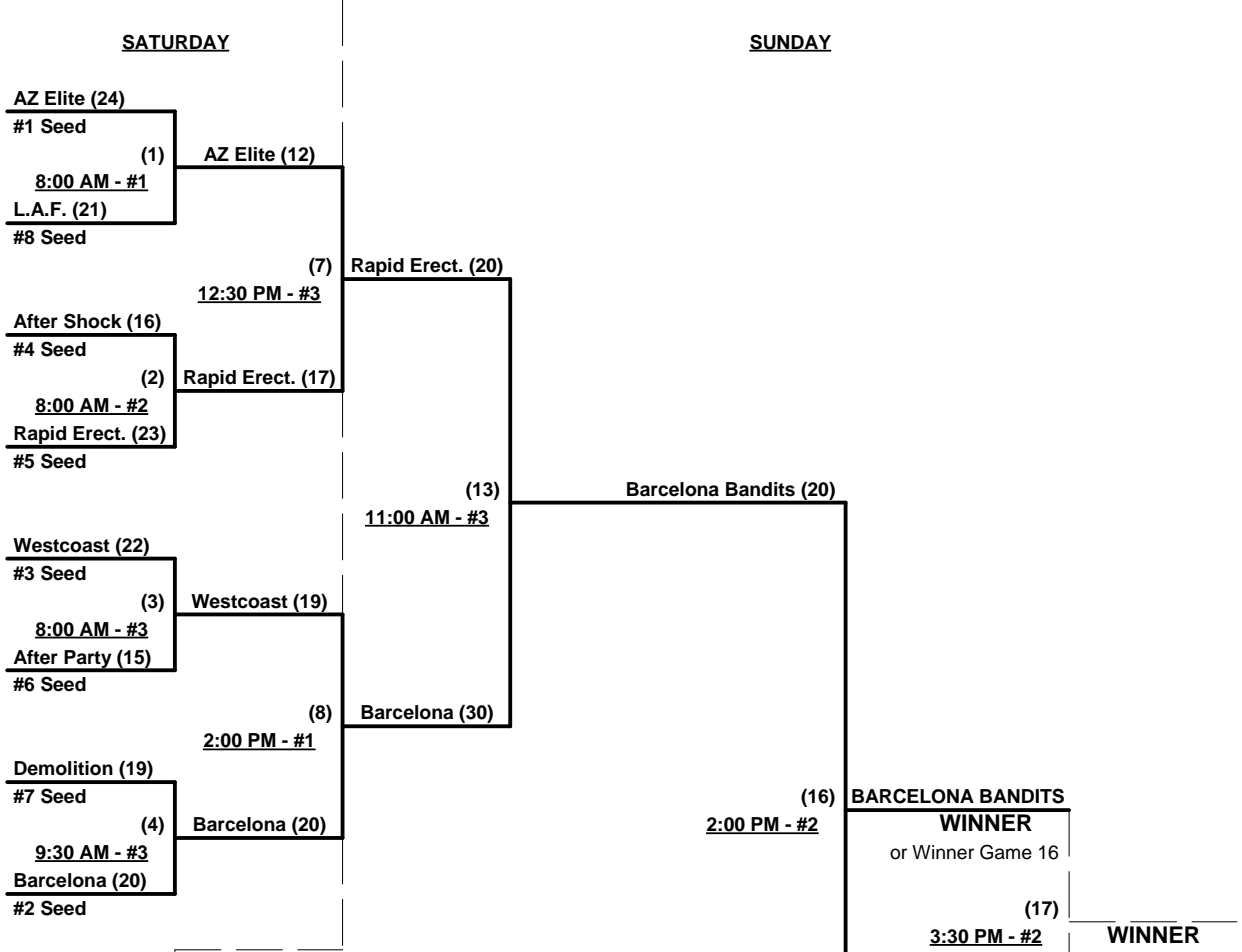 SATURDAY
SUNDAY
AZ Elite (24)
#1 Seed
(1)
AZ Elite (12)
8:00 AM - #1
L.A.F. (21)
#8 Seed
(7)
Rapid Erect. (20)
12:30 PM - #3
After Shock (16)
#4 Seed
(2)
Rapid Erect. (17)
8:00 AM - #2
Rapid Erect. (23)
#5 Seed
(13)
Barcelona Bandits (20)
11:00 AM - #3
Westcoast (22)
#3 Seed
(3)
Westcoast (19)
8:00 AM - #3
After Party (15)
#6 Seed
(8)
Barcelona (30)
2:00 PM - #1
Demolition (19)
#7 Seed
(16)
BARCELONA BANDITS
(4)
Barcelona (20)
2:00 PM - #2
WINNER
9:30 AM - #3
or Winner Game 16
Barcelona (20)
#2 Seed
(17)
3:30 PM - #2
WINNER